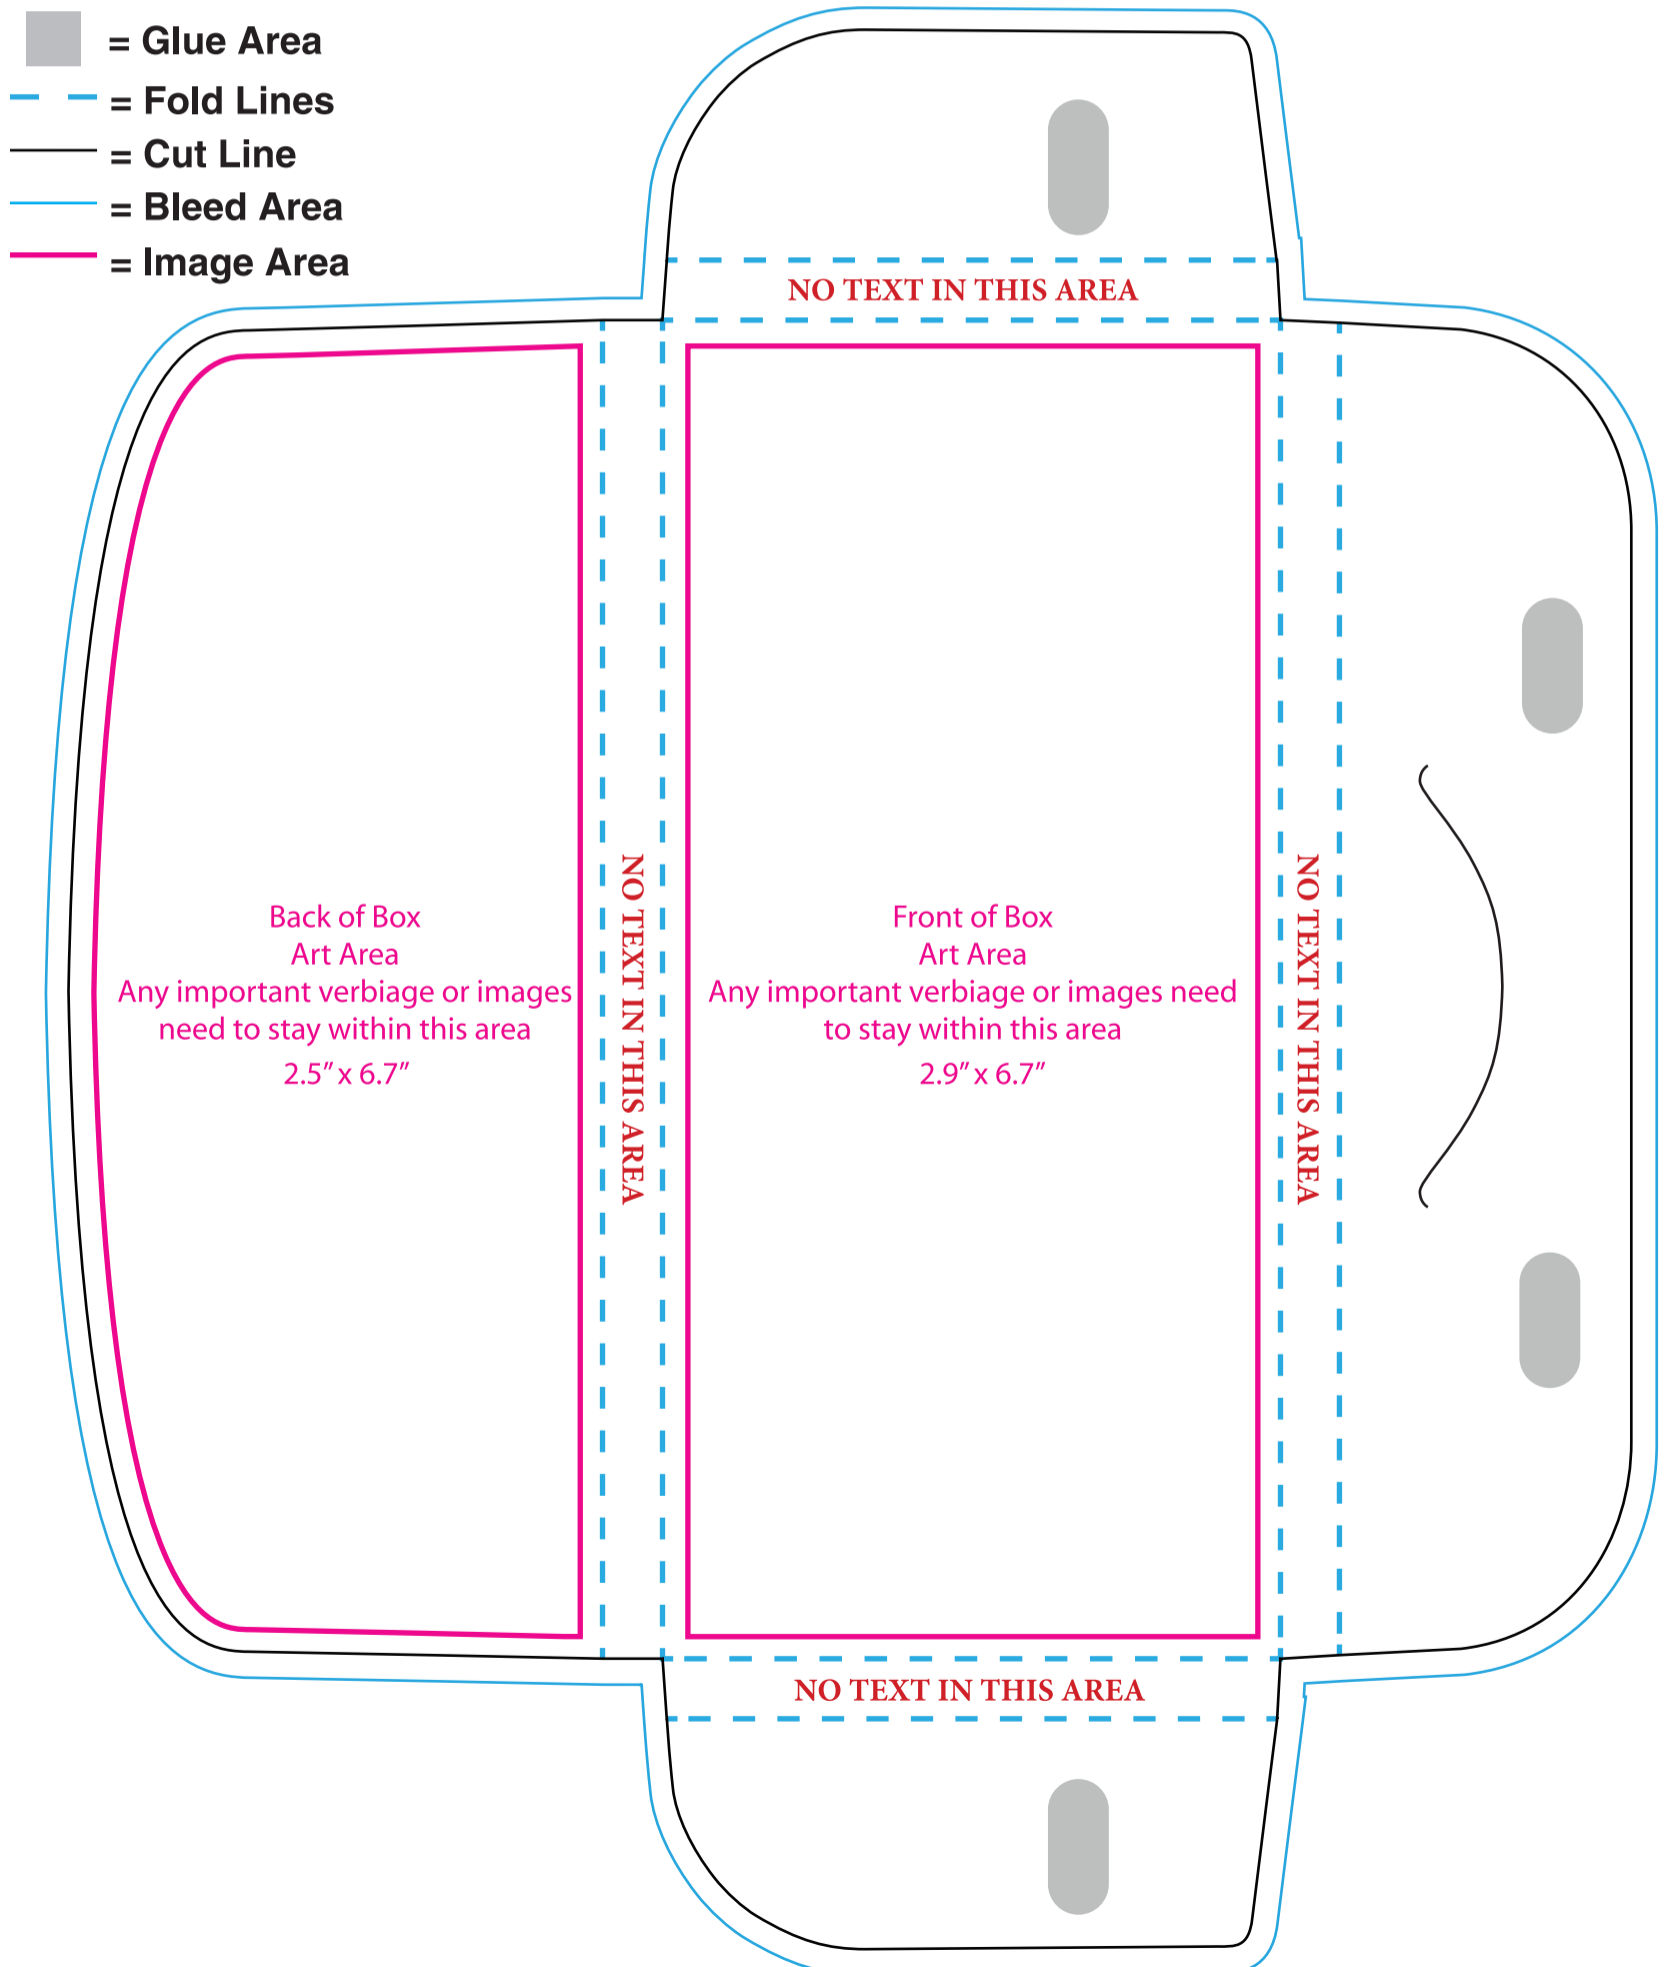 = Glue Area
= Fold Lines
= Cut Line
= Bleed Area
= Image Area
NO TEXT IN THIS AREA
Back of Box
Art Area
Any important verbiage or images
need to stay within this area
2.5” x 6.7”
NO TEXT IN THIS AREA
Front of Box
Art Area
Any important verbiage or images need
to stay within this area
2.9” x 6.7”
NO TEXT IN THIS AREA
NO TEXT IN THIS AREA